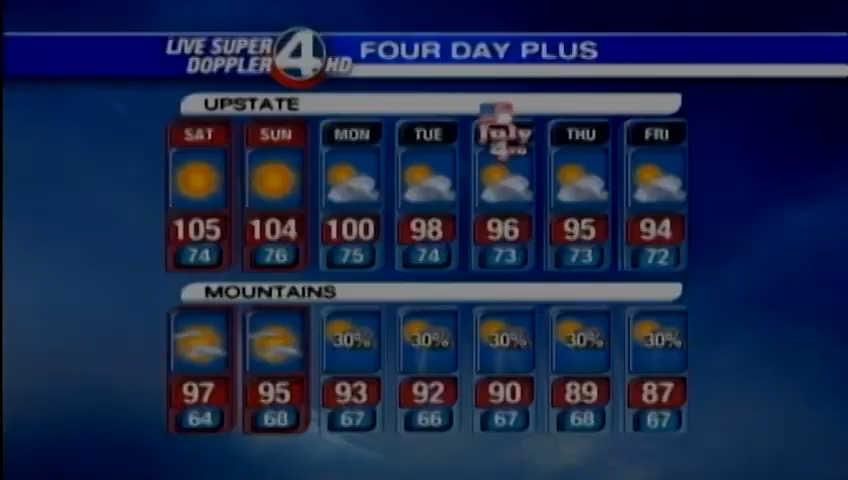 LIVE SUPER
DOPPLER 4 HD
FOUR DAY PLUS
UPSTATE
SAT SUN MON TUE July 4TH THU FRI
105 104 100 98 96 95 94
74 76 75 74 73 73 72
MOUNTAINS
30% 30% 30% 30% 30%
97 95 93 92 90 89 87
64 68 67 66 67 68 67